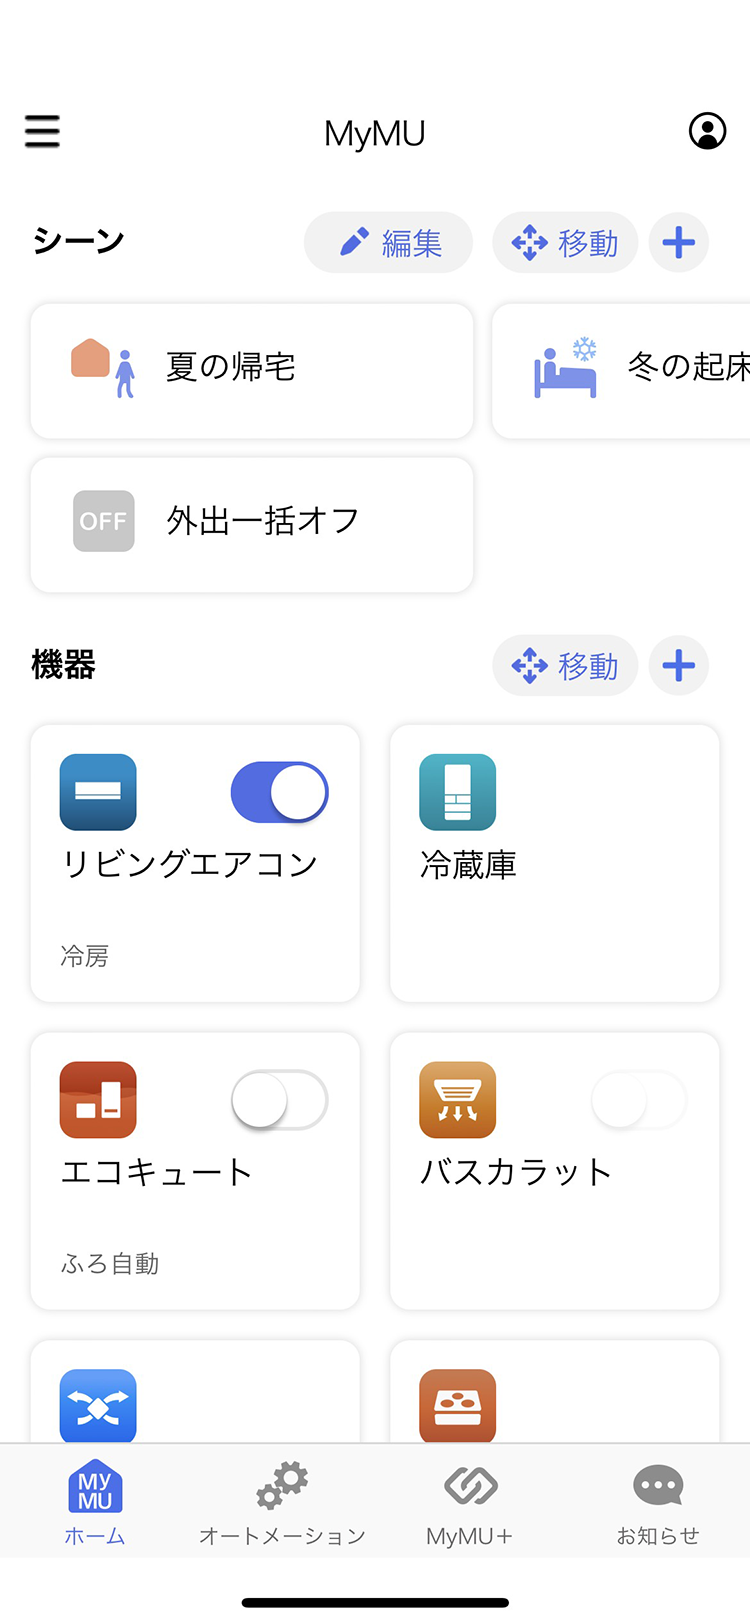 MyMU
シーン
編集
移動
夏の帰宅
冬の起床
OFF
外出一括オフ
機器
移動
リビングエアコン
冷房
冷蔵庫
エコキュート
ふろ自動
バスカラット
My
MU
ホーム
オートメーション
MyMU+
お知らせ